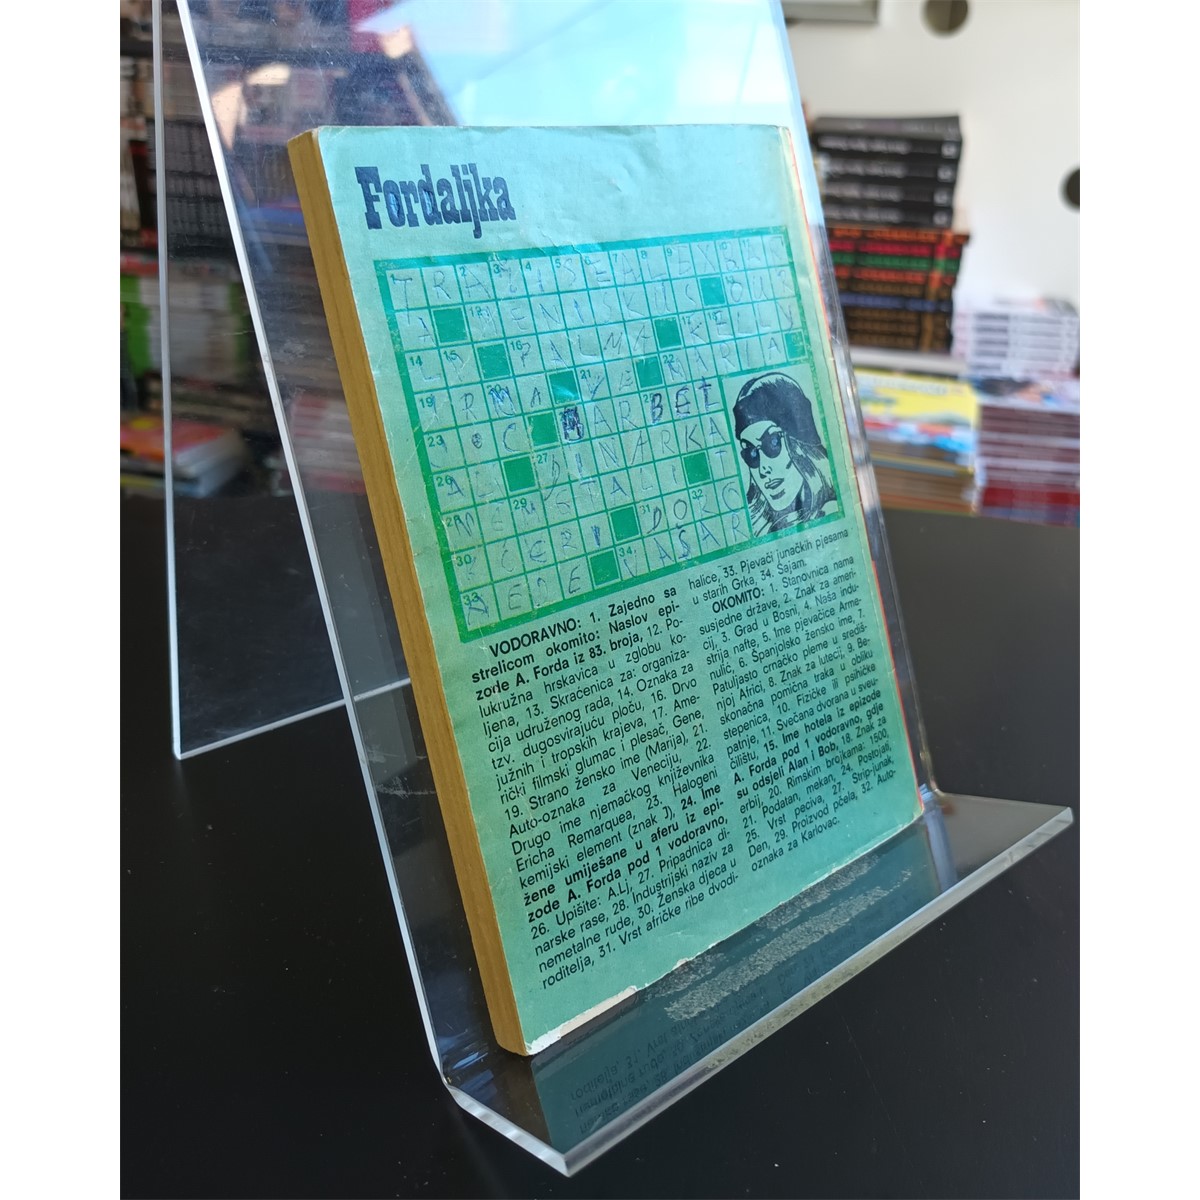 Fordaljka
VODORAVNO: 1. Zajedno sa
strelicom okomito: Naslov epi-
zode A. Forda iz 83. broja, 12. Po-
lukružna hrskavica u zglobu ko-
ljena, 13. Skraćenica za: organiza-
cija udruženog rada, 14. Oznaka za
tzv. dugosvirajuću ploču, 16. Drvo
južnih i tropskih krajeva, 17. Ame-
rički filmski glumac i plesač, Gene,
19. Strano žensko ime (Marija), 21.
Auto-oznaka za Veneciju, 22.
Drugo ime njemačkog književnika
Ericha Remarquea, 23. Halogeni
kemijski element (znak J), 24. Ime
žene umiješane u aferu iz epi-
zode A. Forda pod 1 vodoravno,
26. Upišite: A.LJ, 27. Pripadnica di-
narske rase, 28. Industrijski naziv za
nemetalne rude, 30. Ženska djeca u
roditelja, 31. Vrst afričke ribe dvodi-
halice, 33. Pjevači junačkih pjesama
u starih Grka, 34. Šajam.
OKOMITO: 1. Stanovnica nama
susjedne države, 2. Znak za ameri-
cij, 3. Grad u Bosni, 4. Naša indu-
strija nafte, 5. Ime pjevačice Arme-
nulić, 6. Španjolsko žensko ime, 7.
Patuljasto crnačko pleme u središ-
njoj Africi, 8. Znak za lutecij, 9. Be-
skonačna pomična traka u obliku
stepenica, 10. Fizičke ili psihičke
patnje, 11. Svečana dvorana u sveu-
čilištu, 15. Ime hotela iz epizode
A. Forda pod 1 vodoravno, gdje
su odsjeli Alan i Bob, 18. Znak za
erbij, 20. Rimskim brojkama: 1500,
21. Podatan, mekan, 24. Postojati,
25. Vrst peciva, 27. Strip-junak,
Den, 29. Proizvod pčela, 32. Auto-
oznaka za Karlovac.